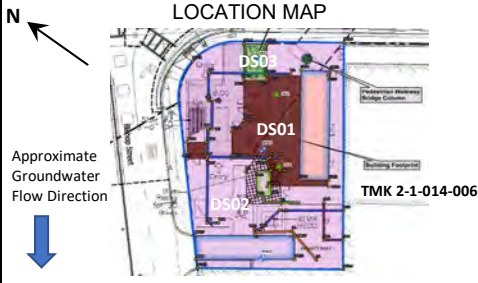 LOCATION MAP
N
DS03
Pedestrian Walkway
Bridge Column
DS01
Approximate
Groundwater
Flow Direction
Building Footprint
TMK 2-1-014-006
DS02